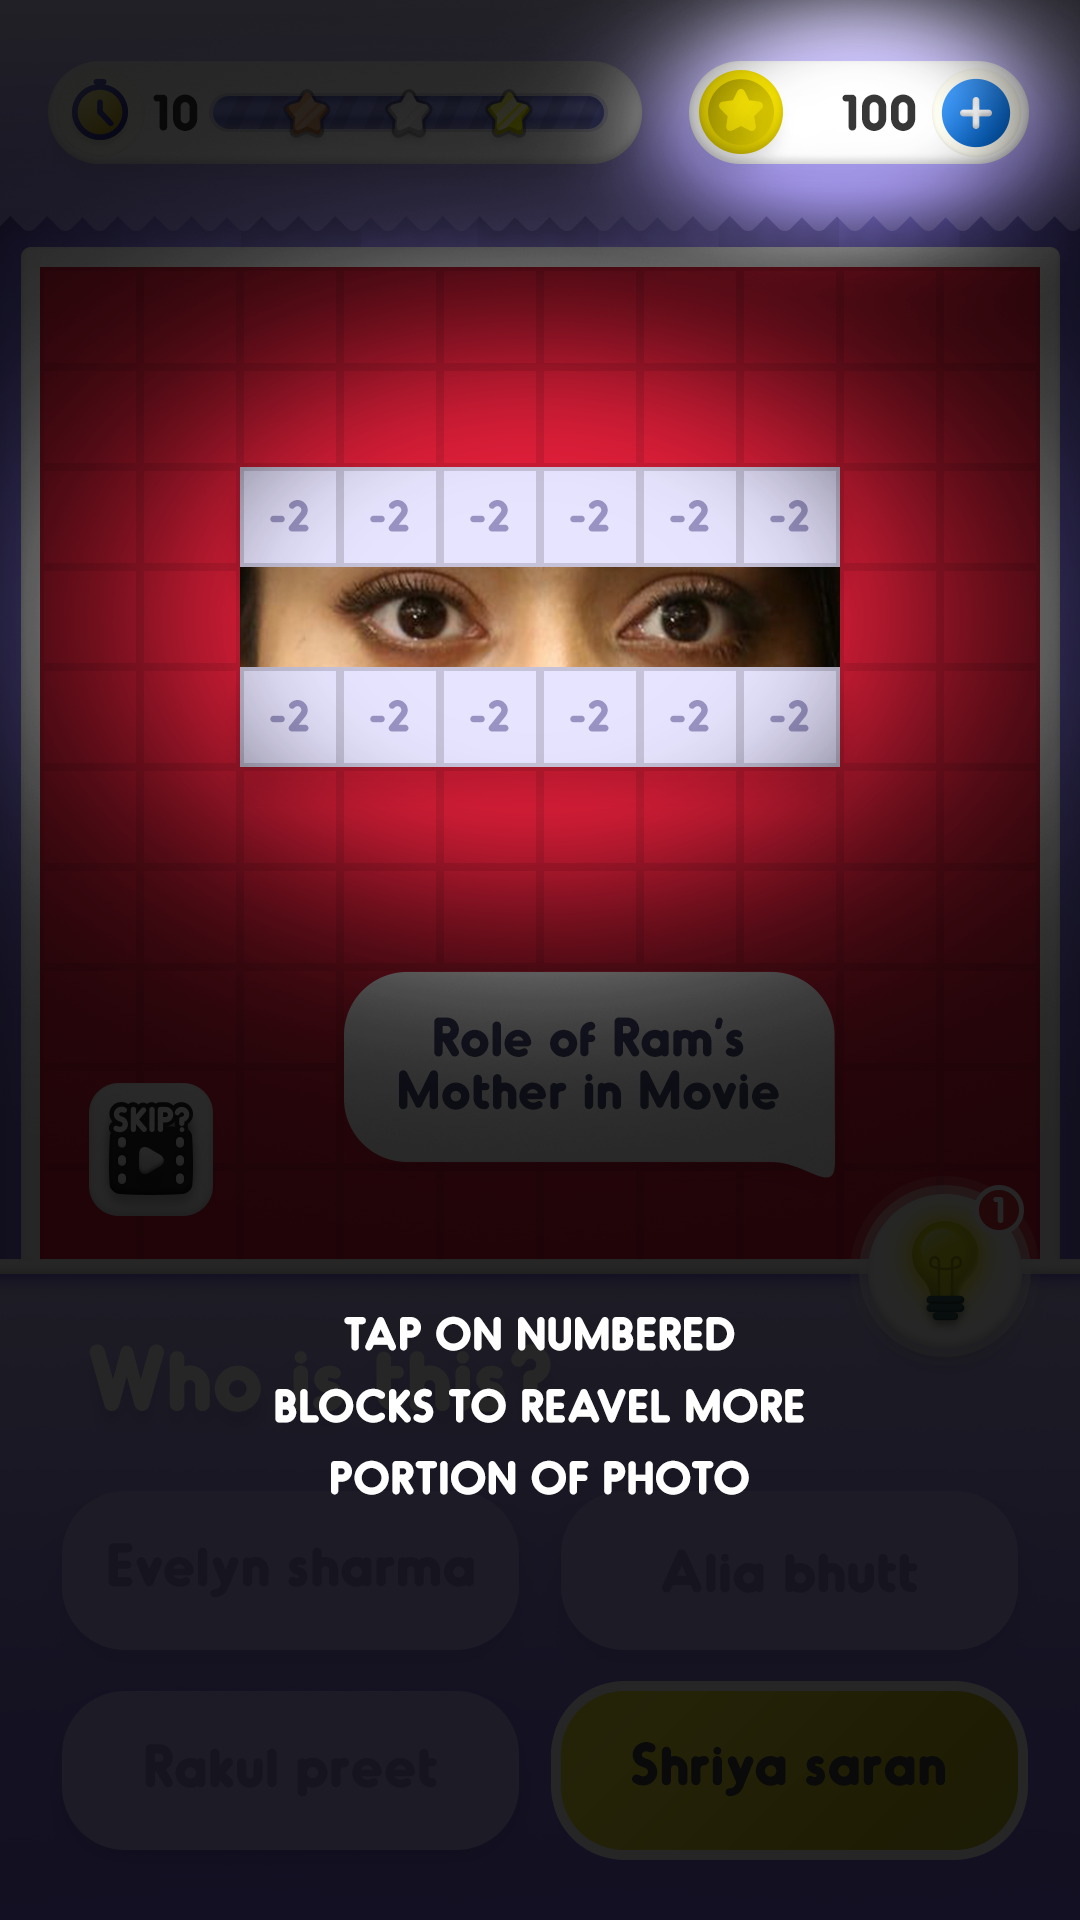 10
100
-2 -2 -2 -2 -2 -2
-2 -2 -2 -2 -2 -2
Role of Ram's
Mother in Movie
SKIP?
1
Who is this?
TAP ON NUMBERED
BLOCKS TO REAVEL MORE
PORTION OF PHOTO
Evelyn sharma
Alia bhutt
Rakul preet
Shriya saran